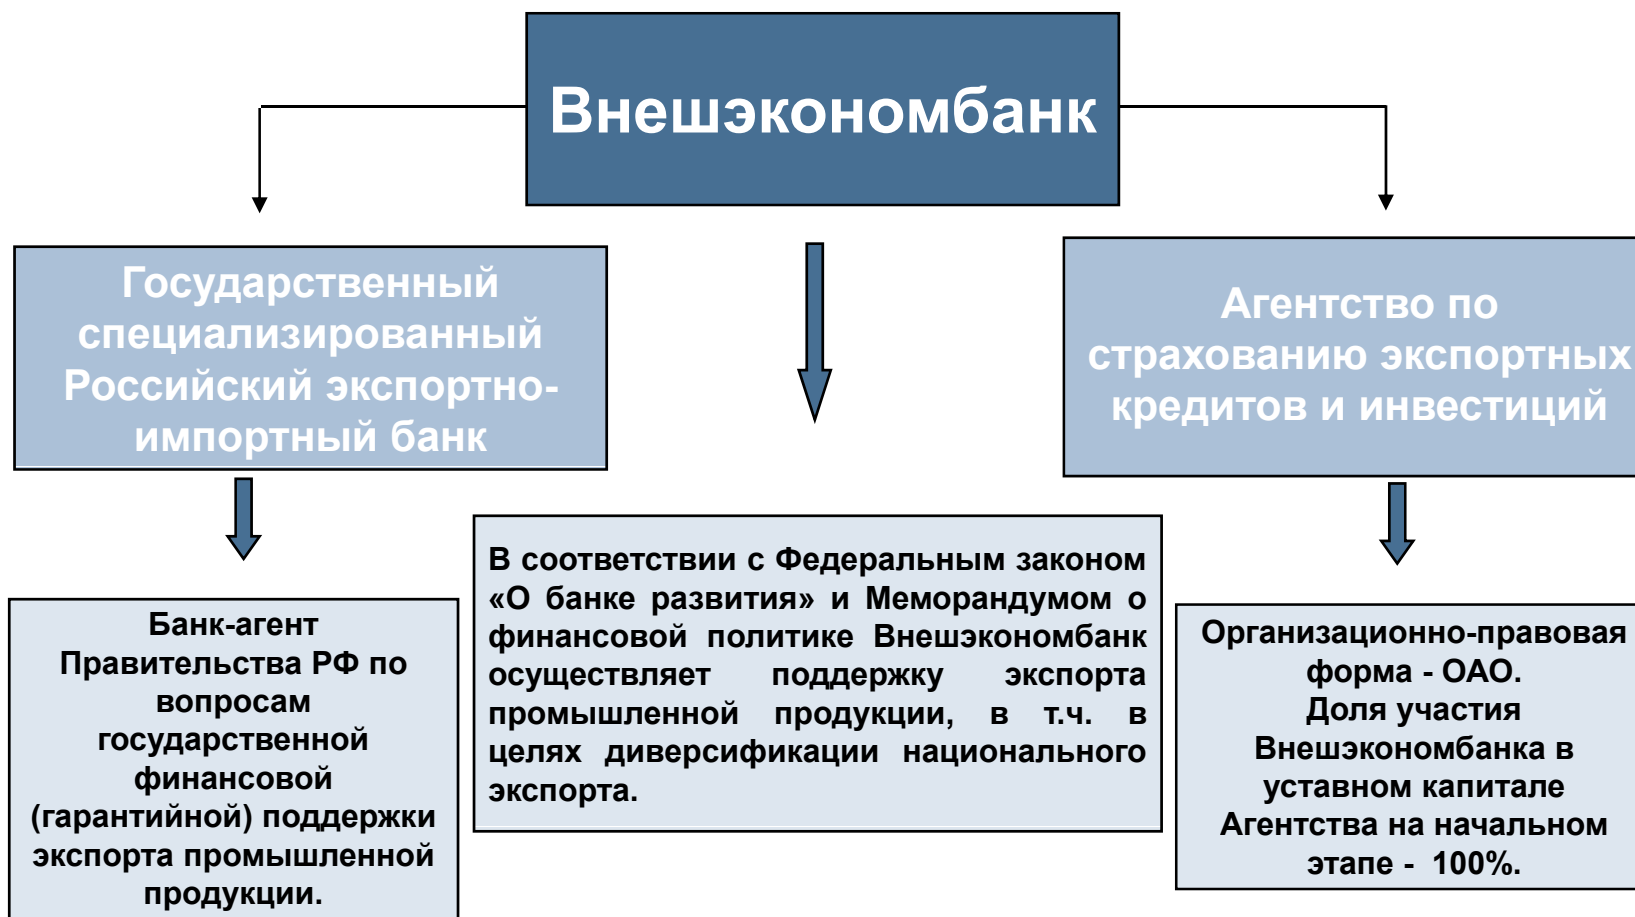 Внешэкономбанк
Государственный
специализированный
Российский экспортно-
импортный банк
Агентство по
страхованию экспортных
кредитов и инвестиций
Банк-агент
Правительства РФ по
вопросам
государственной
финансовой
(гарантийной) поддержки
экспорта промышленной
продукции.
В соответствии с Федеральным законом
«О банке развития» и Меморандумом о
финансовой политике Внешэкономбанк
осуществляет поддержку экспорта
промышленной продукции, в т.ч. в
целях диверсификации национального
экспорта.
Организационно-правовая
форма - ОАО.
Доля участия
Внешэкономбанка в
уставном капитале
Агентства на начальном
этапе - 100%.